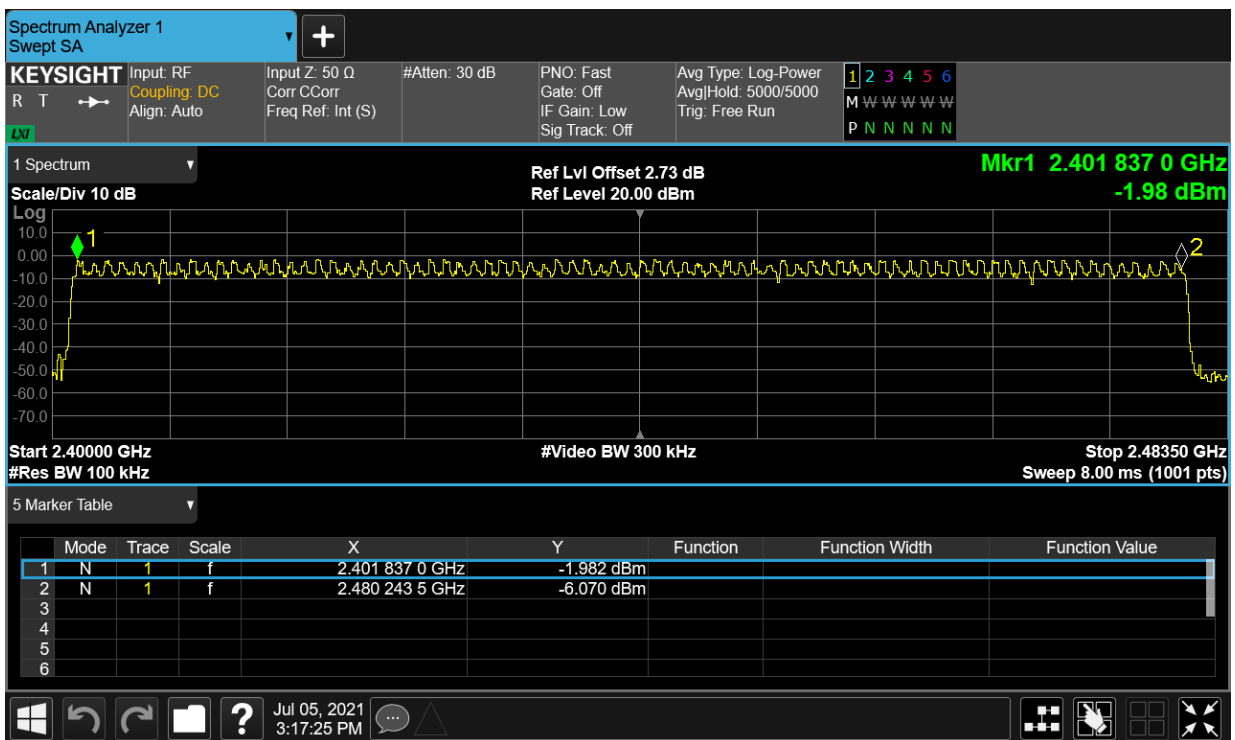 Spectrum Analyzer 1
Swept SA
+
KEYSIGHT
R T
LXI
Input: RF
Coupling: DC
Align: Auto
Input Z: 50 Ω
Corr CCorr
Freq Ref: Int (S)
#Atten: 30 dB
PNO: Fast
Gate: Off
IF Gain: Low
Sig Track: Off
Avg Type: Log-Power
Avg|Hold: 5000/5000
Trig: Free Run
1 2 3 4 5 6
M W W W W W
P N N N N N
1 Spectrum
Scale/Div 10 dB
Ref Lvl Offset 2.73 dB
Ref Level 20.00 dBm
Mkr1 2.401 837 0 GHz
-1.98 dBm
Log
10.0
0.00
-10.0
-20.0
-30.0
-40.0
-50.0
-60.0
-70.0
1
2
Start 2.40000 GHz
#Res BW 100 kHz
#Video BW 300 kHz
Stop 2.48350 GHz
Sweep 8.00 ms (1001 pts)
5 Marker Table
Mode Trace Scale X Y Function Function Width Function Value
1 N 1 f 2.401 837 0 GHz -1.982 dBm
2 N 1 f 2.480 243 5 GHz -6.070 dBm
3
4
5
6
?
Jul 05, 2021
3:17:25 PM